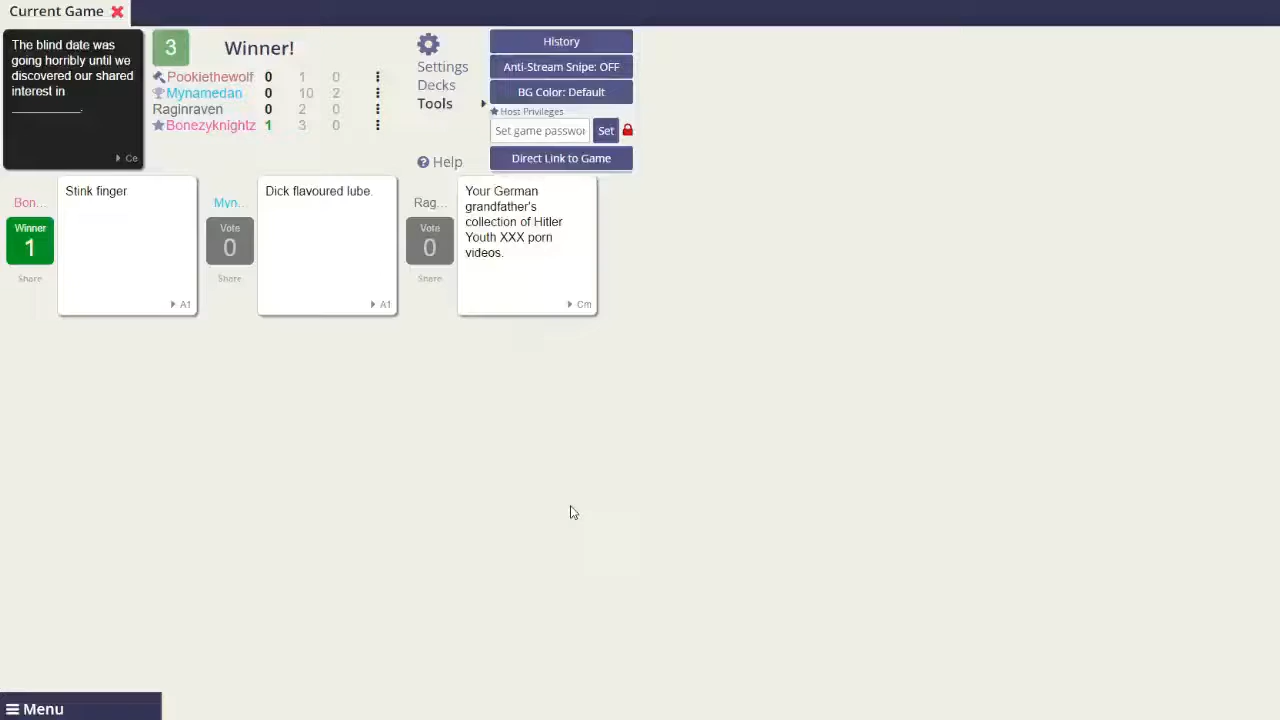 Current Game
The blind date was
going horribly until we
discovered our shared
interest in
___________.
Ce
3
Winner!
Pookiethewolf 0 1 0
Mynamedan 0 10 2
Raginraven 0 2 0
Bonezyknightz 1 3 0
Settings
Decks
Tools
Help
History
Anti-Stream Snipe: OFF
BG Color: Default
Host Privileges
Set game passwor
Set
Direct Link to Game
Bon...
Winner
1
Share
Stink finger
A1
Myn...
Vote
0
Share
Dick flavoured lube.
A1
Rag...
Vote
0
Share
Your German
grandfather's
collection of Hitler
Youth XXX porn
videos.
Cm
Menu